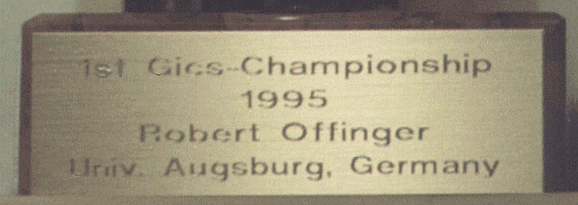 1st Gics-Championship
1995
Robert Offinger
Univ. Augsburg, Germany